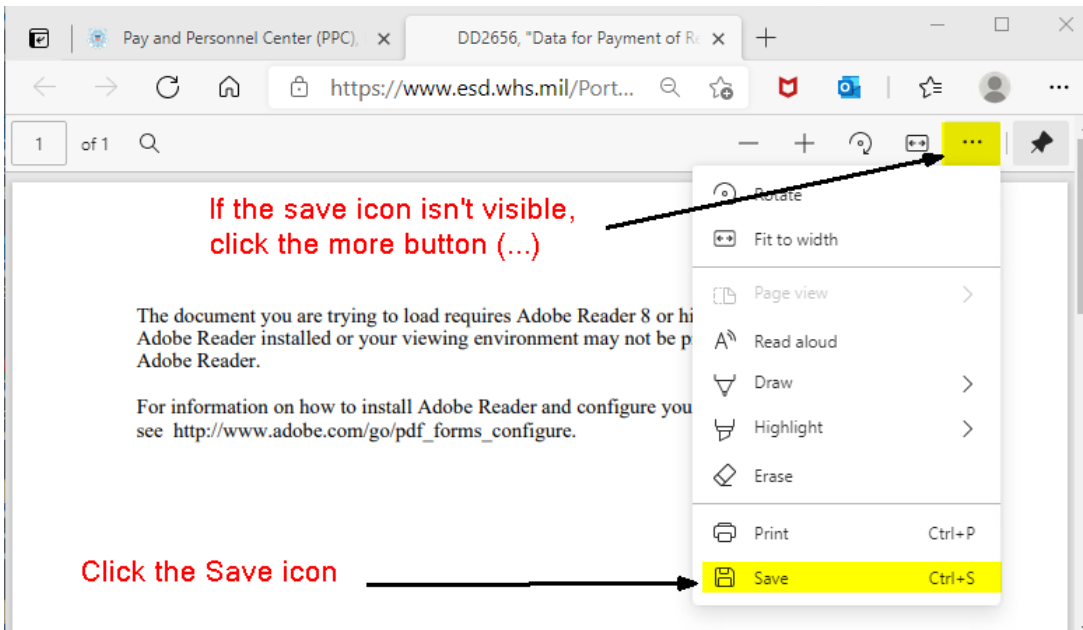 Pay and Personnel Center (PPC),
DD2656, "Data for Payment of Re
https://www.esd.whs.mil/Port...
1 of 1
If the save icon isn't visible,
click the more button (...)
Rotate
Fit to width
The document you are trying to load requires Adobe Reader 8 or hi
Adobe Reader installed or your viewing environment may not be p
Adobe Reader.
For information on how to install Adobe Reader and configure you
see http://www.adobe.com/go/pdf_forms_configure.
Page view
Read aloud
Draw
Highlight
Erase
Print Ctrl+P
Click the Save icon
Save Ctrl+S